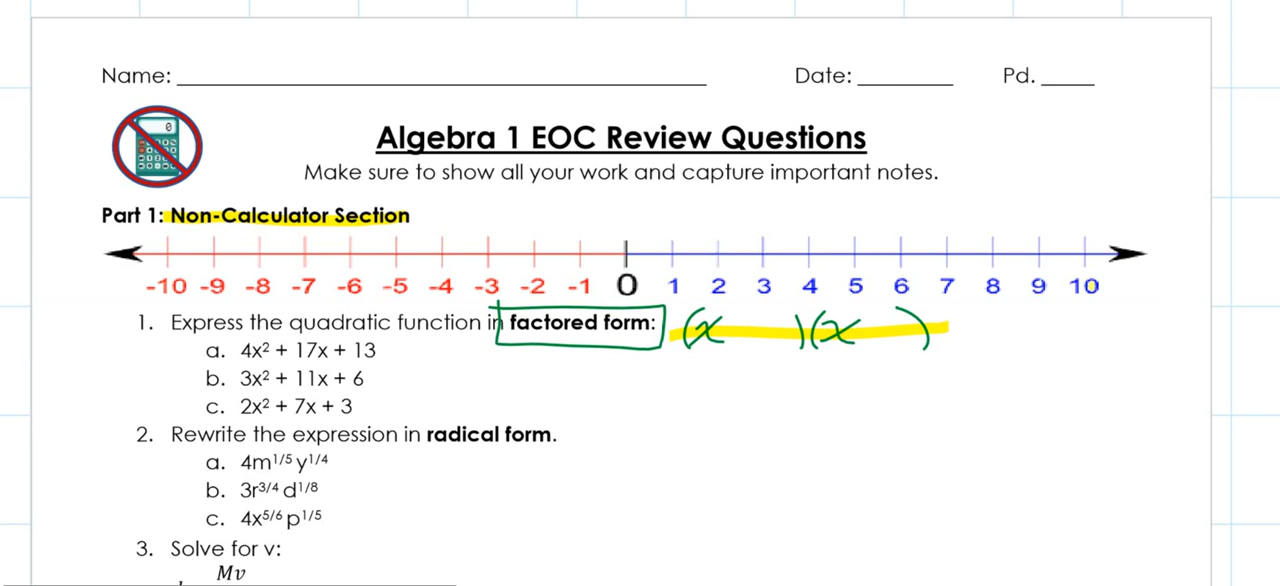 Name: ________ Date: ________ Pd. ____
0
Algebra 1 EOC Review Questions
Make sure to show all your work and capture important notes.
Part 1: Non-Calculator Section
-10 -9 -8 -7 -6 -5 -4 -3 -2 -1 0 1 2 3 4 5 6 7 8 9 10
1. Express the quadratic function in factored form: (x )(x )
a. 4x² + 17x + 13
b. 3x² + 11x + 6
c. 2x² + 7x + 3
2. Rewrite the expression in radical form.
a. 4m^1/5 y^1/4
b. 3r^3/4 d^1/8
c. 4x^5/6 p^1/5
3. Solve for v:
Mv